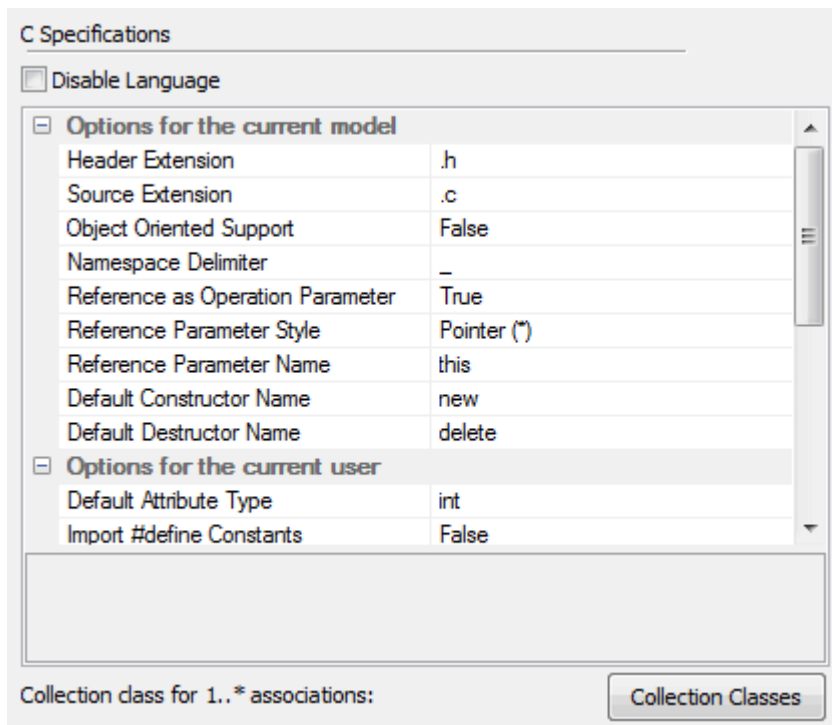 C Specifications
Disable Language
Options for the current model
Header Extension .h
Source Extension .c
Object Oriented Support False
Namespace Delimiter _
Reference as Operation Parameter True
Reference Parameter Style Pointer (*)
Reference Parameter Name this
Default Constructor Name new
Default Destructor Name delete
Options for the current user
Default Attribute Type int
Import #define Constants False
Collection class for 1..* associations: Collection Classes